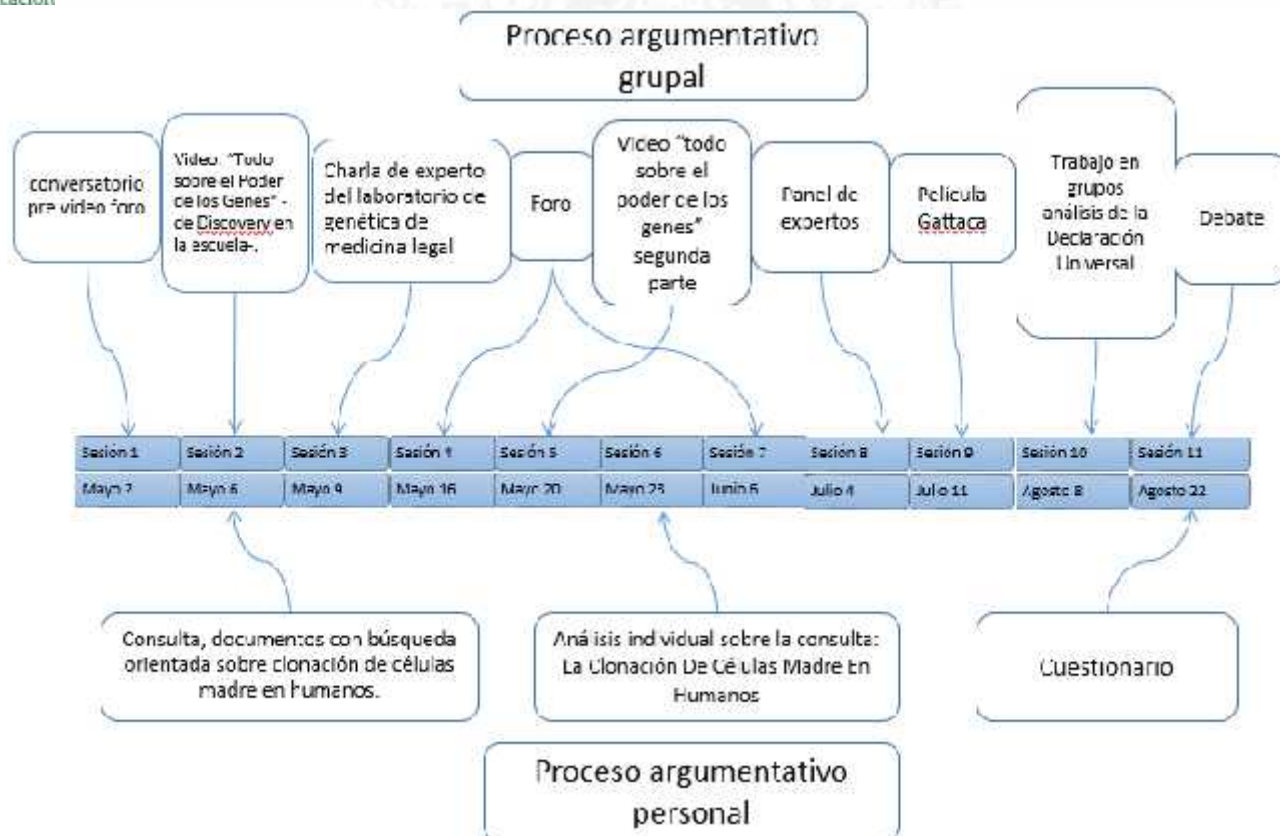 Proceso argumentativo
grupal
conversatorio
pre video foro
Video. "Todo
sobre el Poder
de los Genes" -
de Discovery en
la escuela-.
Charla de experto
del laboratorio de
genética de
medicina legal
Foro
Video "todo
sobre el
poder de los
genes"
segunda
parte
Panel de
expertos
Pelicula
Gattaca
Trabajo en
grupos
análisis de la
Declaración
Universal
Debate
Sesión 1 Sesión 2 Sesión 3 Sesión 4 Sesión 5 Sesión 6 Sesión 7 Sesión 8 Sesión 9 Sesión 10 Sesión 11
Mayo Mayo 6 Mayo 9 Mayo 16 Mayo 20 Mayo 23 Junio 6 Julio 4 Julio 11 Agosto 8 Agosto 22
Consulta, documentos con búsqueda
orientada sobre clonación de células
madre en humanos.
Análisis individual sobre la consulta:
La Clonación De Células Madre En
Humanos
Cuestionario
Proceso argumentativo
personal